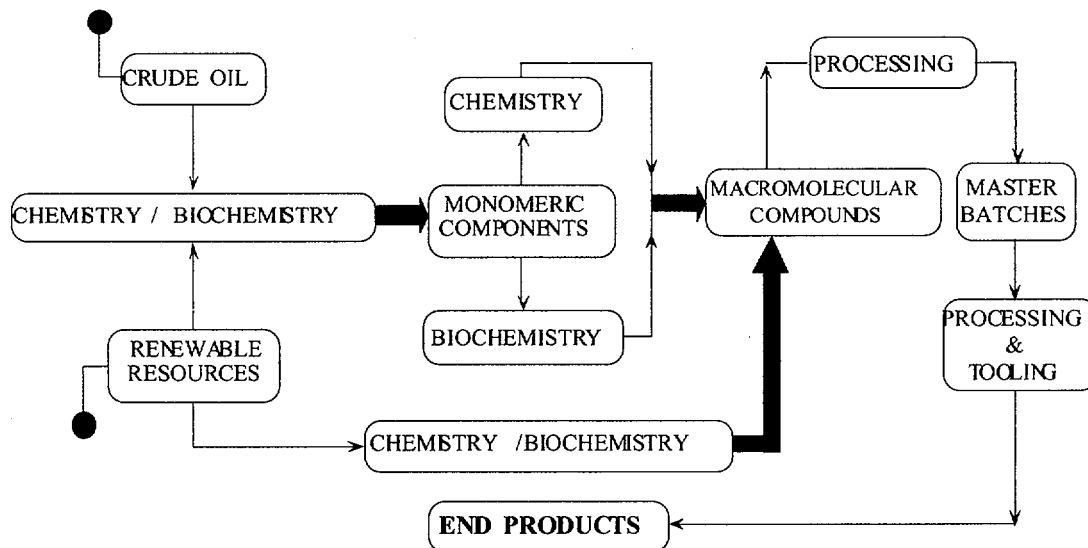 CRUDE OIL
PROCESSING
CHEMISTRY
CHEMISTRY / BIOCHEMISTRY
MONOMERIC
COMPONENTS
MACROMOLECULAR
COMPOUNDS
MASTER
BATCHES
BIOCHEMISTRY
RENEWABLE
RESOURCES
PROCESSING
&
TOOLING
CHEMISTRY /BIOCHEMISTRY
END PRODUCTS